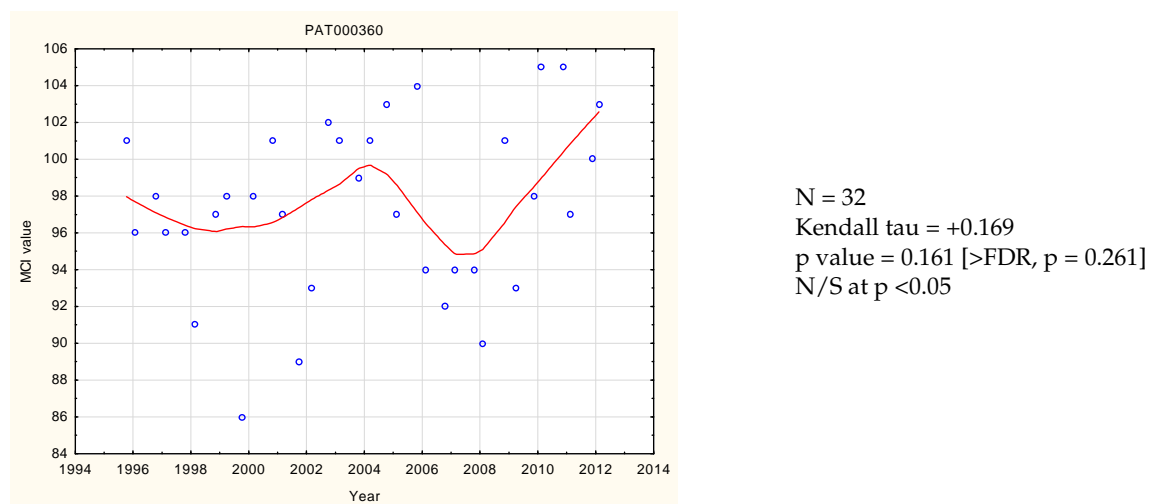 PAT000360
106
104
102
100
98
96
94
92
90
88
86
84
MCI value
1994 1996 1998 2000 2002 2004 2006 2008 2010 2012 2014
Year
N = 32
Kendall tau = +0.169
p value = 0.161 [>FDR, p = 0.261]
N/S at p <0.05